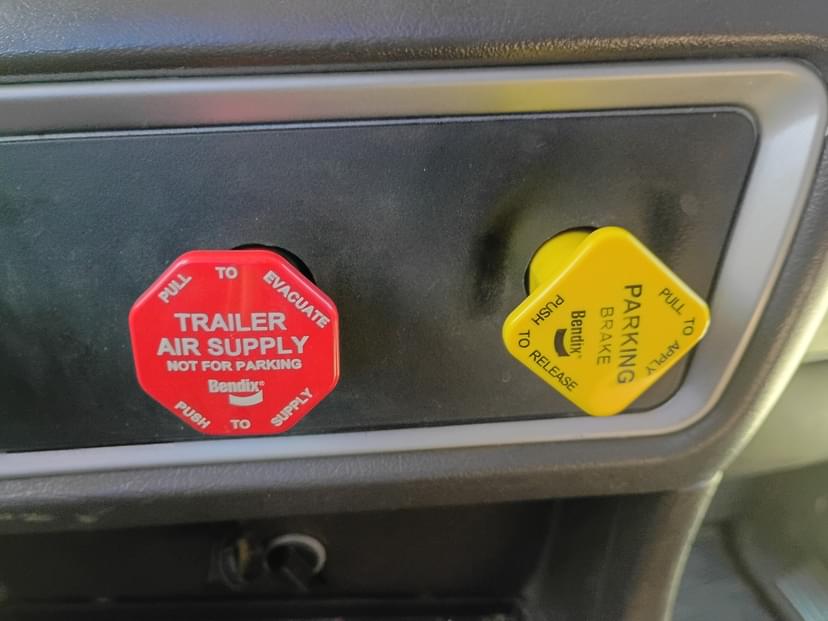 PULL TO EVACUATE
TRAILER
AIR SUPPLY
NOT FOR PARKING
Bendix®
PUSH TO SUPPLY
PULL TO APPLY
PARKING
BRAKE
Bendix®
PUSH TO RELEASE